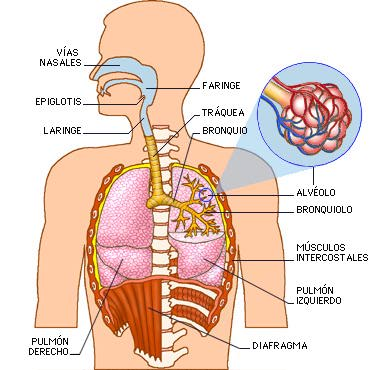 VÍAS
NASALES
FARINGE
EPIGLOTIS
TRÁQUEA
LARINGE
BRONQUIO
ALVÉOLO
BRONQUIOLO
MÚSCULOS
INTERCOSTALES
PULMÓN
IZQUIERDO
PULMÓN
DERECHO
DIAFRAGMA